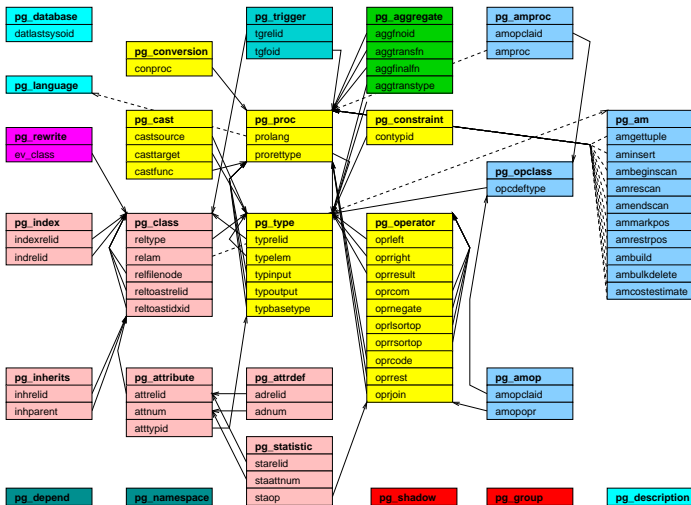 pg_database
datlastsysoid
pg_trigger
tgrelid
tgfoid
pg_aggregate
aggfnoid
aggtransfn
aggfinalfn
aggtranstype
pg_amproc
amopclaid
amproc
pg_conversion
conproc
pg_language
pg_cast
castsource
casttarget
castfunc
pg_proc
prolang
prorettype
pg_constraint
contypid
pg_am
amgettuple
aminsert
ambeginscan
amrescan
amendscan
ammarkpos
amrestrpos
ambuild
ambulkdelete
amcostestimate
pg_rewrite
ev_class
pg_opclass
opcdeftype
pg_index
indexrelid
indrelid
pg_class
reltype
relam
relfilenode
reltoastrelid
reltoastidxid
pg_type
typrelid
typelem
typinput
typoutput
typbasetype
pg_operator
oprleft
oprright
oprresult
oprcom
oprnegate
oprlsortop
oprrsortop
oprcode
oprrest
oprjoin
pg_inherits
inhrelid
inhparent
pg_attribute
attrelid
attnum
atttypid
pg_attrdef
adrelid
adnum
pg_amop
amopclaid
amopopr
pg_statistic
starelid
staattnum
staop
pg_depend
pg_namespace
pg_shadow
pg_group
pg_description